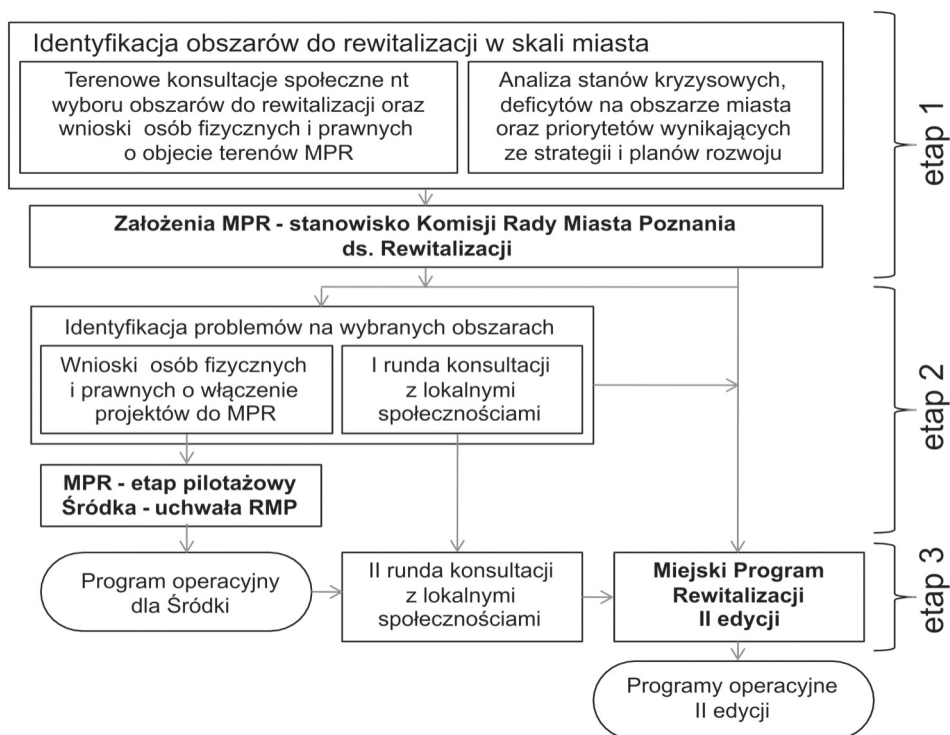 Identyfikacja obszarów do rewitalizacji w skali miasta
Terenowe konsultacje społeczne nt
wyboru obszarów do rewitalizacji oraz
wnioski osób fizycznych i prawnych
o objecie terenów MPR
Analiza stanów kryzysowych,
deficytów na obszarze miasta
oraz priorytetów wynikających
ze strategii i planów rozwoju
etap 1
Założenia MPR - stanowisko Komisji Rady Miasta Poznania
ds. Rewitalizacji
Identyfikacja problemów na wybranych obszarach
Wnioski osób fizycznych
i prawnych o włączenie
projektów do MPR
I runda konsultacji
z lokalnymi
społecznościami
etap 2
MPR - etap pilotażowy
Śródka - uchwała RMP
Program operacyjny
dla Śródki
II runda konsultacji
z lokalnymi
społecznościami
Miejski Program
Rewitalizacji
II edycji
etap 3
Programy operacyjne
II edycji